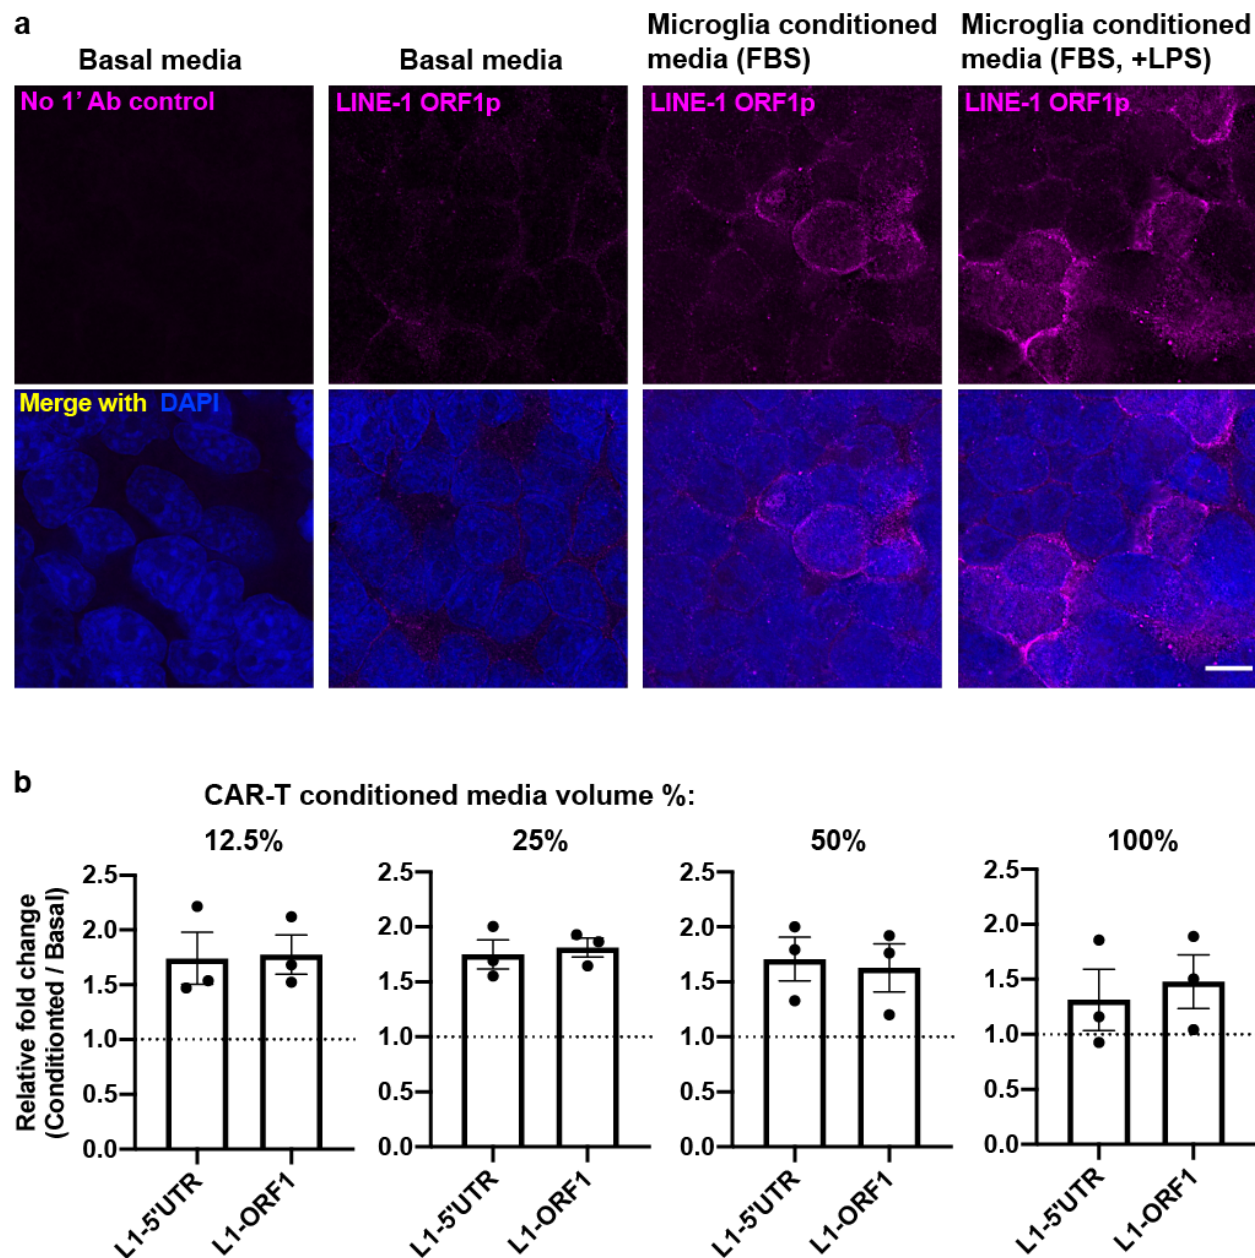 a
Basal media
Basal media
Microglia conditioned
media (FBS)
Microglia conditioned
media (FBS, +LPS)
No 1’ Ab control
LINE-1 ORF1p
LINE-1 ORF1p
LINE-1 ORF1p
Merge with DAPI
b
CAR-T conditioned media volume %:
12.5%
25%
50%
100%
Relative fold change
(Conditionted / Basal)
2.5
2.0
1.5
1.0
0.5
0.0
L1-5'UTR
L1-ORF1
2.5
2.0
1.5
1.0
0.5
0.0
L1-5'UTR
L1-ORF1
2.5
2.0
1.5
1.0
0.5
0.0
L1-5'UTR
L1-ORF1
2.5
2.0
1.5
1.0
0.5
0.0
L1-5'UTR
L1-ORF1